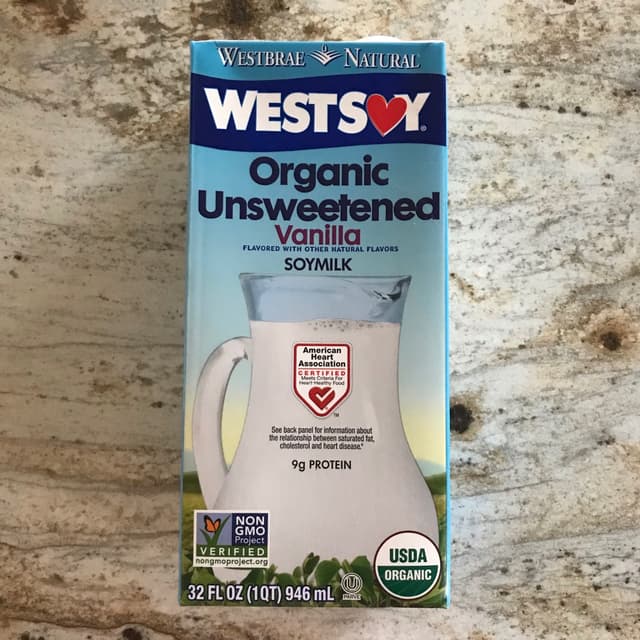 WESTBRAE NATURAL
WESTSOY®
Organic
Unsweetened
Vanilla
FLAVORED WITH OTHER NATURAL FLAVORS
SOYMILK
American
Heart
Association
CERTIFIED
Meets Criteria For
Heart-Healthy Food
TM
See back panel for information about
the relationship between saturated fat,
cholesterol and heart disease.*
9g PROTEIN
NON
GMO
Project
VERIFIED
nongmoproject.org
USDA
ORGANIC
32 FL OZ (1QT) 946 mL
U
PAREVE